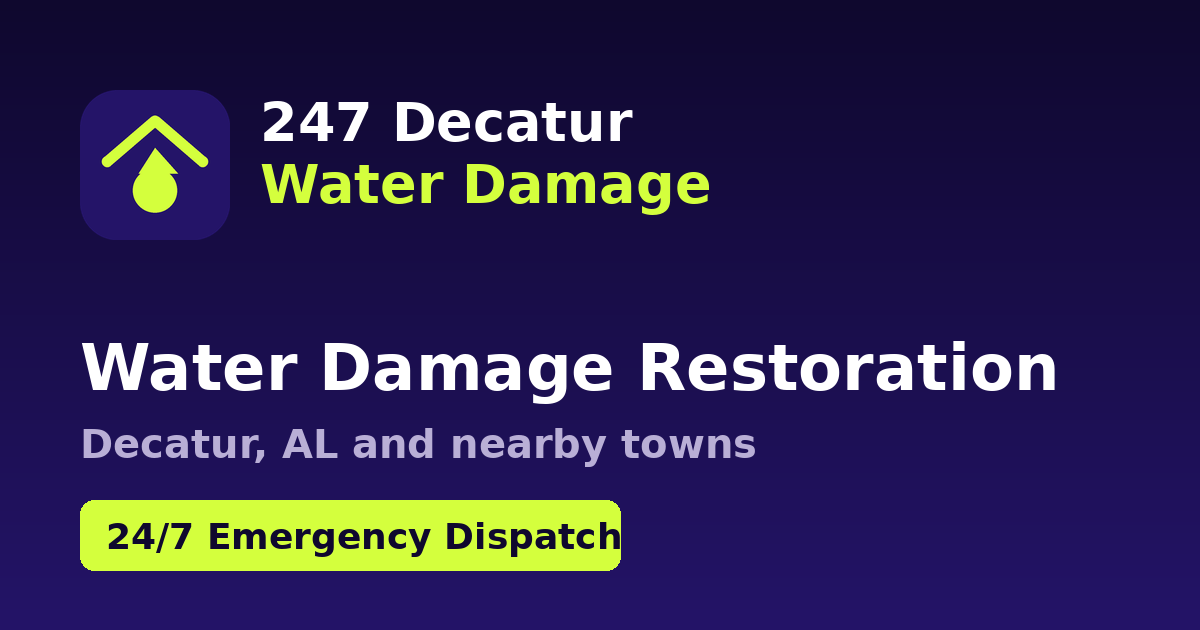 247 Decatur
Water Damage
Water Damage Restoration
Decatur, AL and nearby towns
24/7 Emergency Dispatch